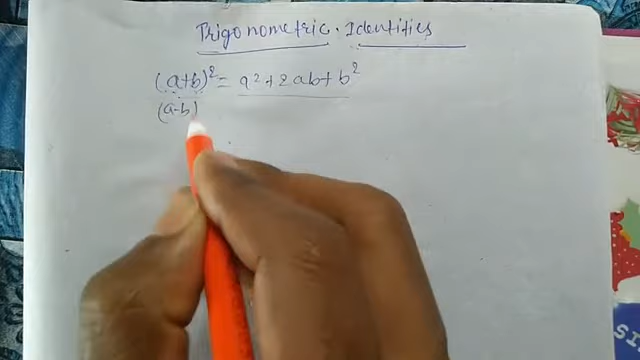 Trigonometric. Identities
(a+b)² = a²+2ab+b²
(a-b)